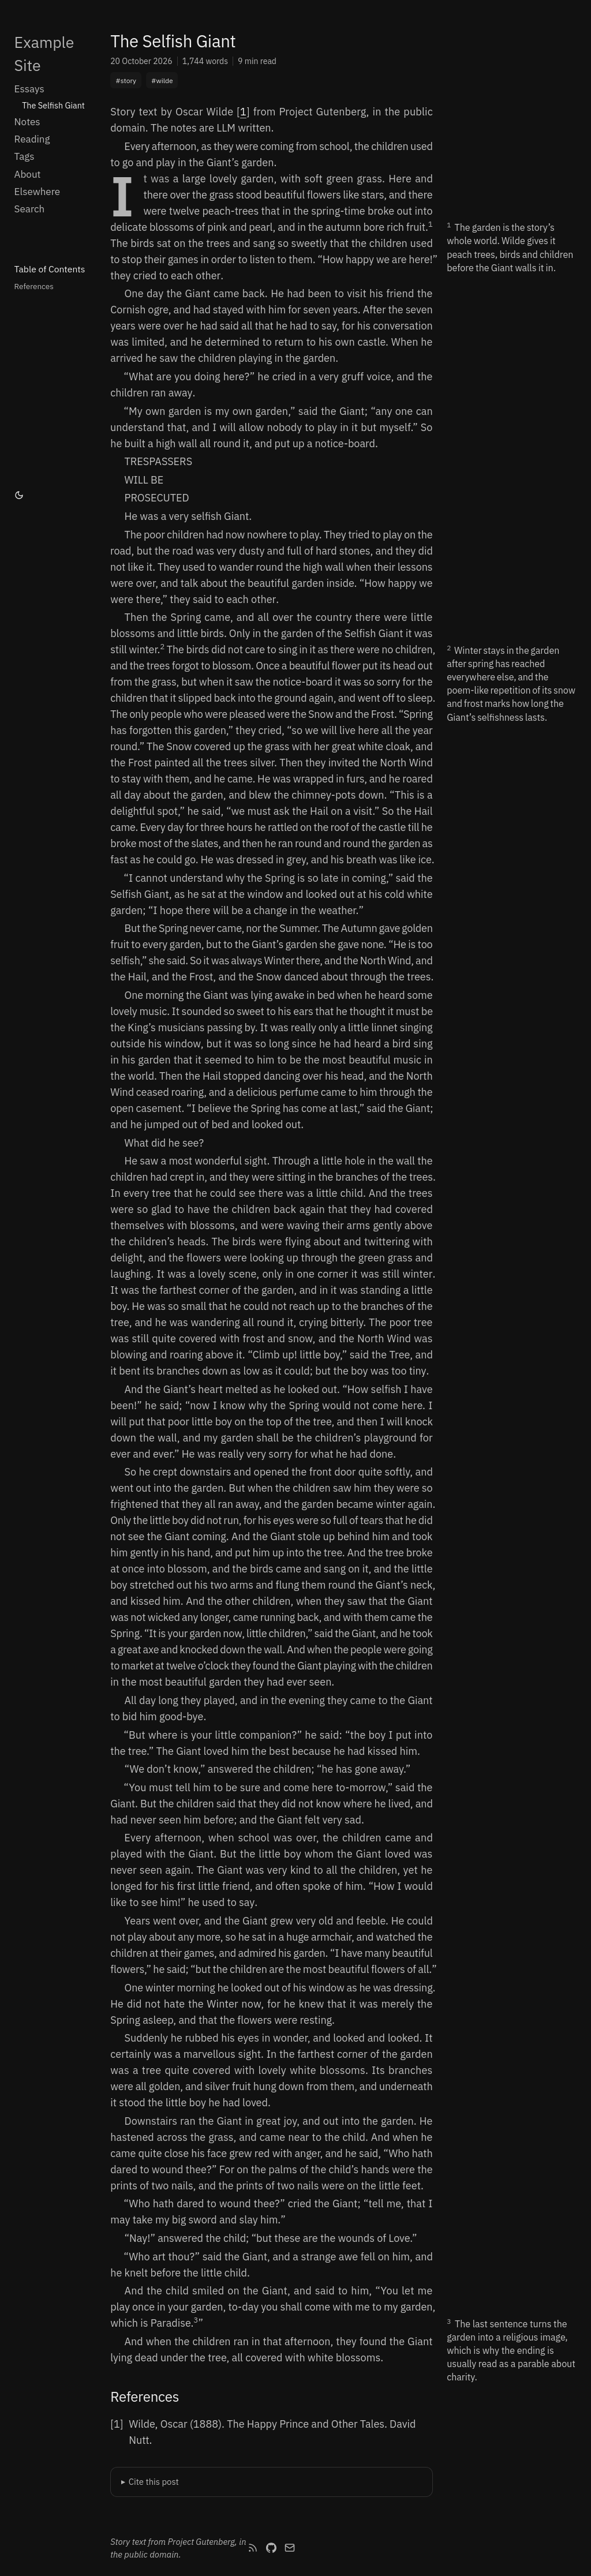 Example
Site
Essays
The Selfish Giant
Notes
Reading
Tags
About
Elsewhere
Search
Table of Contents
References
The Selfish Giant
20 October 2026 | 1,744 words | 9 min read
#story #wilde
Story text by Oscar Wilde [1] from Project Gutenberg, in the public
domain. The notes are LLM written.
Every afternoon, as they were coming from school, the children used
to go and play in the Giant’s garden.
It was a large lovely garden, with soft green grass. Here and
there over the grass stood beautiful flowers like stars, and there
were twelve peach-trees that in the spring-time broke out into
delicate blossoms of pink and pearl, and in the autumn bore rich fruit.1
The birds sat on the trees and sang so sweetly that the children used
to stop their games in order to listen to them. “How happy we are here!”
they cried to each other.
1 The garden is the story’s
whole world. Wilde gives it
peach trees, birds and children
before the Giant walls it in.
One day the Giant came back. He had been to visit his friend the
Cornish ogre, and had stayed with him for seven years. After the seven
years were over he had said all that he had to say, for his conversation
was limited, and he determined to return to his own castle. When he
arrived he saw the children playing in the garden.
“What are you doing here?” he cried in a very gruff voice, and the
children ran away.
“My own garden is my own garden,” said the Giant; “any one can
understand that, and I will allow nobody to play in it but myself.” So
he built a high wall all round it, and put up a notice-board.
TRESPASSERS
WILL BE
PROSECUTED
He was a very selfish Giant.
The poor children had now nowhere to play. They tried to play on the
road, but the road was very dusty and full of hard stones, and they did
not like it. They used to wander round the high wall when their lessons
were over, and talk about the beautiful garden inside. “How happy we
were there,” they said to each other.
Then the Spring came, and all over the country there were little
blossoms and little birds. Only in the garden of the Selfish Giant it was
still winter.2 The birds did not care to sing in it as there were no children,
and the trees forgot to blossom. Once a beautiful flower put its head out
from the grass, but when it saw the notice-board it was so sorry for the
children that it slipped back into the ground again, and went off to sleep.
The only people who were pleased were the Snow and the Frost. “Spring
has forgotten this garden,” they cried, “so we will live here all the year
round.” The Snow covered up the grass with her great white cloak, and
the Frost painted all the trees silver. Then they invited the North Wind
to stay with them, and he came. He was wrapped in furs, and he roared
all day about the garden, and blew the chimney-pots down. “This is a
delightful spot,” he said, “we must ask the Hail on a visit.” So the Hail
came. Every day for three hours he rattled on the roof of the castle till he
broke most of the slates, and then he ran round and round the garden as
fast as he could go. He was dressed in grey, and his breath was like ice.
2 Winter stays in the garden
after spring has reached
everywhere else, and the
poem-like repetition of its snow
and frost marks how long the
Giant’s selfishness lasts.
“I cannot understand why the Spring is so late in coming,” said the
Selfish Giant, as he sat at the window and looked out at his cold white
garden; “I hope there will be a change in the weather.”
But the Spring never came, nor the Summer. The Autumn gave golden
fruit to every garden, but to the Giant’s garden she gave none. “He is too
selfish,” she said. So it was always Winter there, and the North Wind, and
the Hail, and the Frost, and the Snow danced about through the trees.
One morning the Giant was lying awake in bed when he heard some
lovely music. It sounded so sweet to his ears that he thought it must be
the King’s musicians passing by. It was really only a little linnet singing
outside his window, but it was so long since he had heard a bird sing
in his garden that it seemed to him to be the most beautiful music in
the world. Then the Hail stopped dancing over his head, and the North
Wind ceased roaring, and a delicious perfume came to him through the
open casement. “I believe the Spring has come at last,” said the Giant;
and he jumped out of bed and looked out.
What did he see?
He saw a most wonderful sight. Through a little hole in the wall the
children had crept in, and they were sitting in the branches of the trees.
In every tree that he could see there was a little child. And the trees
were so glad to have the children back again that they had covered
themselves with blossoms, and were waving their arms gently above
the children’s heads. The birds were flying about and twittering with
delight, and the flowers were looking up through the green grass and
laughing. It was a lovely scene, only in one corner it was still winter.
It was the farthest corner of the garden, and in it was standing a little
boy. He was so small that he could not reach up to the branches of the
tree, and he was wandering all round it, crying bitterly. The poor tree
was still quite covered with frost and snow, and the North Wind was
blowing and roaring above it. “Climb up! little boy,” said the Tree, and
it bent its branches down as low as it could; but the boy was too tiny.
And the Giant’s heart melted as he looked out. “How selfish I have
been!” he said; “now I know why the Spring would not come here. I
will put that poor little boy on the top of the tree, and then I will knock
down the wall, and my garden shall be the children’s playground for
ever and ever.” He was really very sorry for what he had done.
So he crept downstairs and opened the front door quite softly, and
went out into the garden. But when the children saw him they were so
frightened that they all ran away, and the garden became winter again.
Only the little boy did not run, for his eyes were so full of tears that he did
not see the Giant coming. And the Giant stole up behind him and took
him gently in his hand, and put him up into the tree. And the tree broke
at once into blossom, and the birds came and sang on it, and the little
boy stretched out his two arms and flung them round the Giant’s neck,
and kissed him. And the other children, when they saw that the Giant
was not wicked any longer, came running back, and with them came the
Spring. “It is your garden now, little children,” said the Giant, and he took
a great axe and knocked down the wall. And when the people were going
to market at twelve o’clock they found the Giant playing with the children
in the most beautiful garden they had ever seen.
All day long they played, and in the evening they came to the Giant
to bid him good-bye.
“But where is your little companion?” he said: “the boy I put into
the tree.” The Giant loved him the best because he had kissed him.
“We don’t know,” answered the children; “he has gone away.”
“You must tell him to be sure and come here to-morrow,” said the
Giant. But the children said that they did not know where he lived, and
had never seen him before; and the Giant felt very sad.
Every afternoon, when school was over, the children came and
played with the Giant. But the little boy whom the Giant loved was
never seen again. The Giant was very kind to all the children, yet he
longed for his first little friend, and often spoke of him. “How I would
like to see him!” he used to say.
Years went over, and the Giant grew very old and feeble. He could
not play about any more, so he sat in a huge armchair, and watched the
children at their games, and admired his garden. “I have many beautiful
flowers,” he said; “but the children are the most beautiful flowers of all.”
One winter morning he looked out of his window as he was dressing.
He did not hate the Winter now, for he knew that it was merely the
Spring asleep, and that the flowers were resting.
Suddenly he rubbed his eyes in wonder, and looked and looked. It
certainly was a marvellous sight. In the farthest corner of the garden
was a tree quite covered with lovely white blossoms. Its branches
were all golden, and silver fruit hung down from them, and underneath
it stood the little boy he had loved.
Downstairs ran the Giant in great joy, and out into the garden. He
hastened across the grass, and came near to the child. And when he
came quite close his face grew red with anger, and he said, “Who hath
dared to wound thee?” For on the palms of the child’s hands were the
prints of two nails, and the prints of two nails were on the little feet.
“Who hath dared to wound thee?” cried the Giant; “tell me, that I
may take my big sword and slay him.”
“Nay!” answered the child; “but these are the wounds of Love.”
“Who art thou?” said the Giant, and a strange awe fell on him, and
he knelt before the little child.
And the child smiled on the Giant, and said to him, “You let me
play once in your garden, to-day you shall come with me to my garden,
which is Paradise.3”
3 The last sentence turns the
garden into a religious image,
which is why the ending is
usually read as a parable about
charity.
And when the children ran in that afternoon, they found the Giant
lying dead under the tree, all covered with white blossoms.
References
[1] Wilde, Oscar (1888). The Happy Prince and Other Tales. David
Nutt.
▸ Cite this post
Story text from Project Gutenberg, in
the public domain.